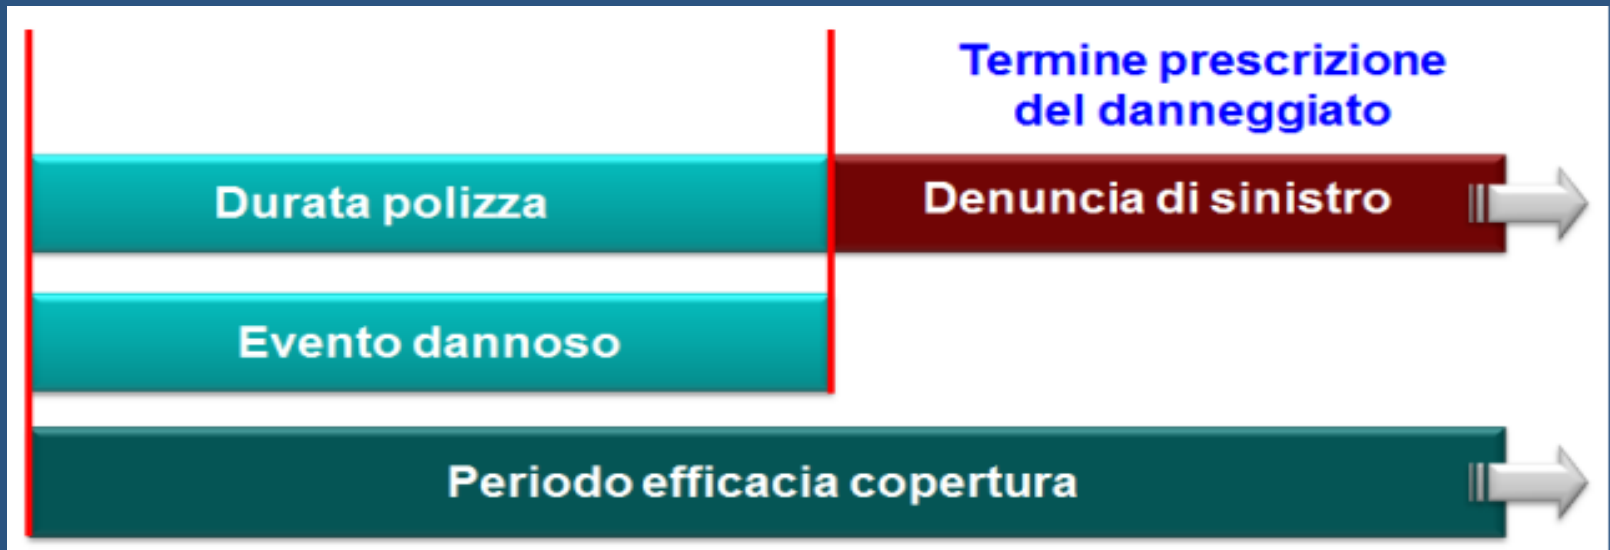 Termine prescrizione
del danneggiato
Durata polizza
Denuncia di sinistro
Evento dannoso
Periodo efficacia copertura